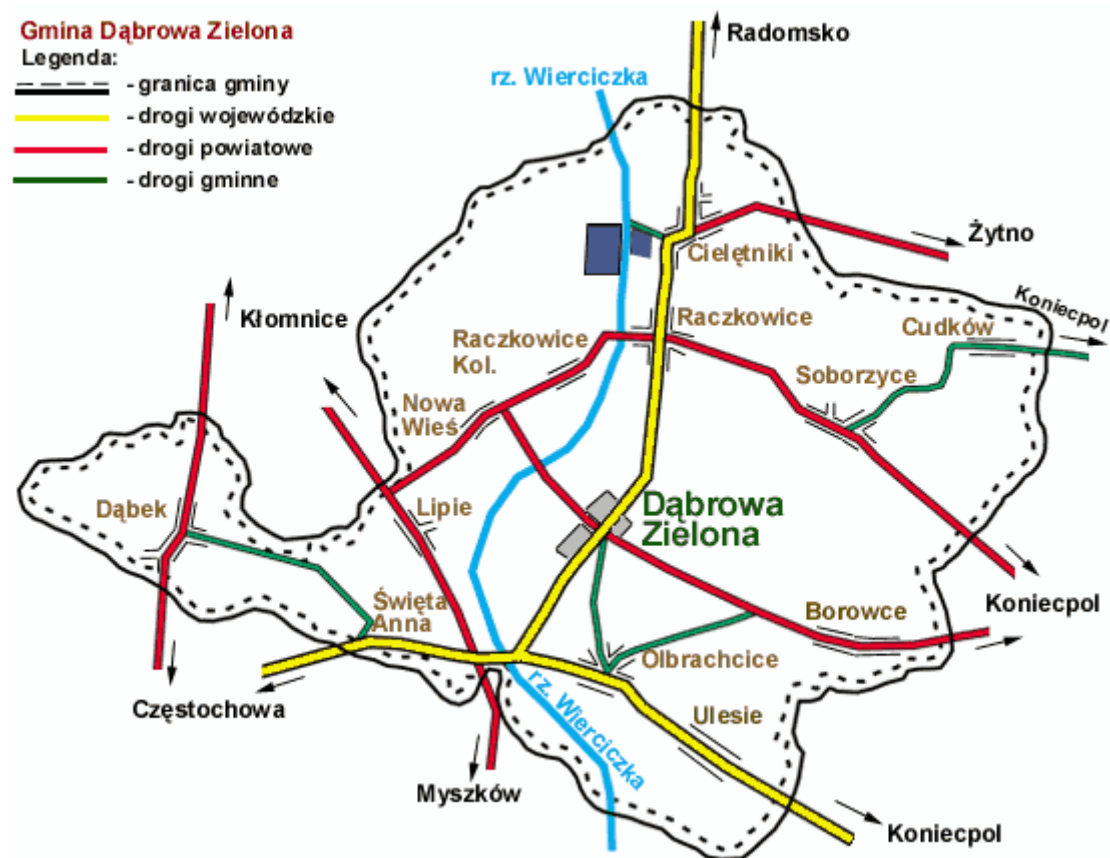 Gmina Dąbrowa Zielona
Legenda:
- granica gminy
- drogi wojewódzkie
- drogi powiatowe
- drogi gminne
rz. Wierciczka
Radomsko
Żytno
Cielętniki
Koniecpol
Kłomnice
Raczkowice
Cudków
Raczkowice
Kol.
Soborzyce
Nowa
Wieś
Dąbek
Lipie
Dąbrowa
Zielona
Święta
Anna
Borowce
Koniecpol
Olbrachcice
Częstochowa
rz. Wierciczka
Ulesie
Myszków
Koniecpol